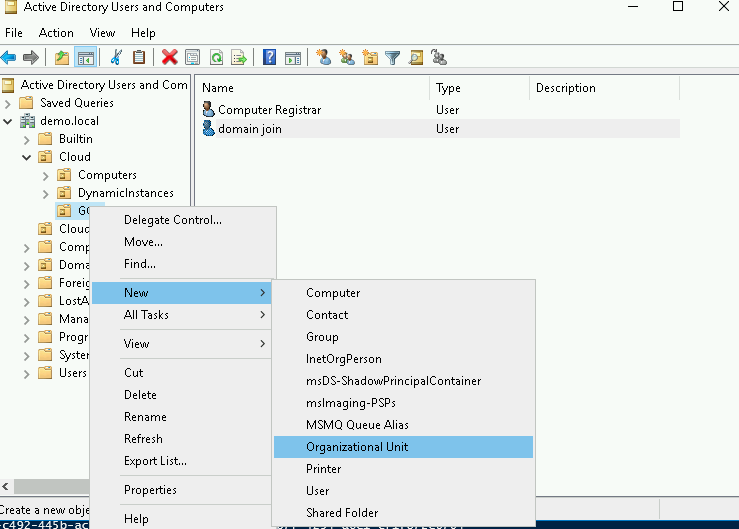 Active Directory Users and Computers
File Action View Help
Active Directory Users and Com
Name Type Description
Saved Queries
demo.local
Computer Registrar User
Builtin
domain join User
Cloud
Computers
DynamicInstances
Cloud
Comp
Doma
Foreig
LostA
Mana
Progr
Syster
Users
Delegate Control...
Move...
Find...
New
All Tasks
View
Cut
Delete
Rename
Refresh
Export List...
Properties
Help
Computer
Contact
Group
InetOrgPerson
msDS-ShadowPrincipalContainer
msImaging-PSPs
MSMQ Queue Alias
Organizational Unit
Printer
User
Shared Folder
Create a new obje
-c492-445b-ac